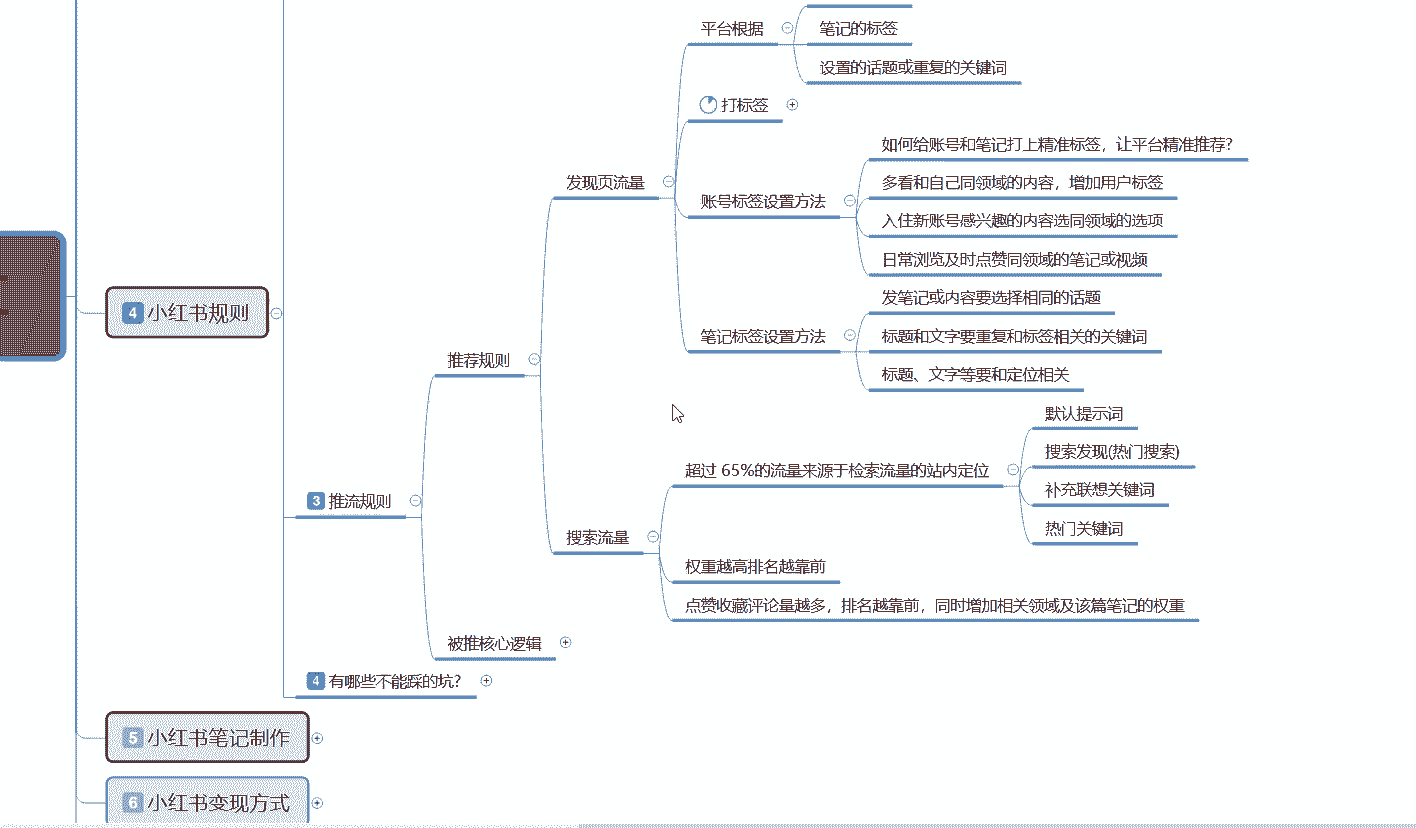 平台根据
笔记的标签
设置的话题或重复的关键词
打标签
如何给账号和笔记打上精准标签，让平台精准推荐？
发现页流量
多看和自己同领域的内容，增加用户标签
账号标签设置方法
入住新账号感兴趣的内容选同领域的选项
日常浏览及时点赞同领域的笔记或视频
发笔记或内容要选择相同的话题
4 小红书规则
笔记标签设置方法
标题和文字要重复和标签相关的关键词
推荐规则
标题、文字等要和定位相关
默认提示词
搜索发现(热门搜索)
超过 65%的流量来源于检索流量的站内定位
补充联想关键词
3 推流规则
热门关键词
搜索流量
权重越高排名越靠前
点赞收藏评论量越多，排名越靠前，同时增加相关领域及该篇笔记的权重
被推核心逻辑
4 有哪些不能踩的坑？
5 小红书笔记制作
6 小红书变现方式